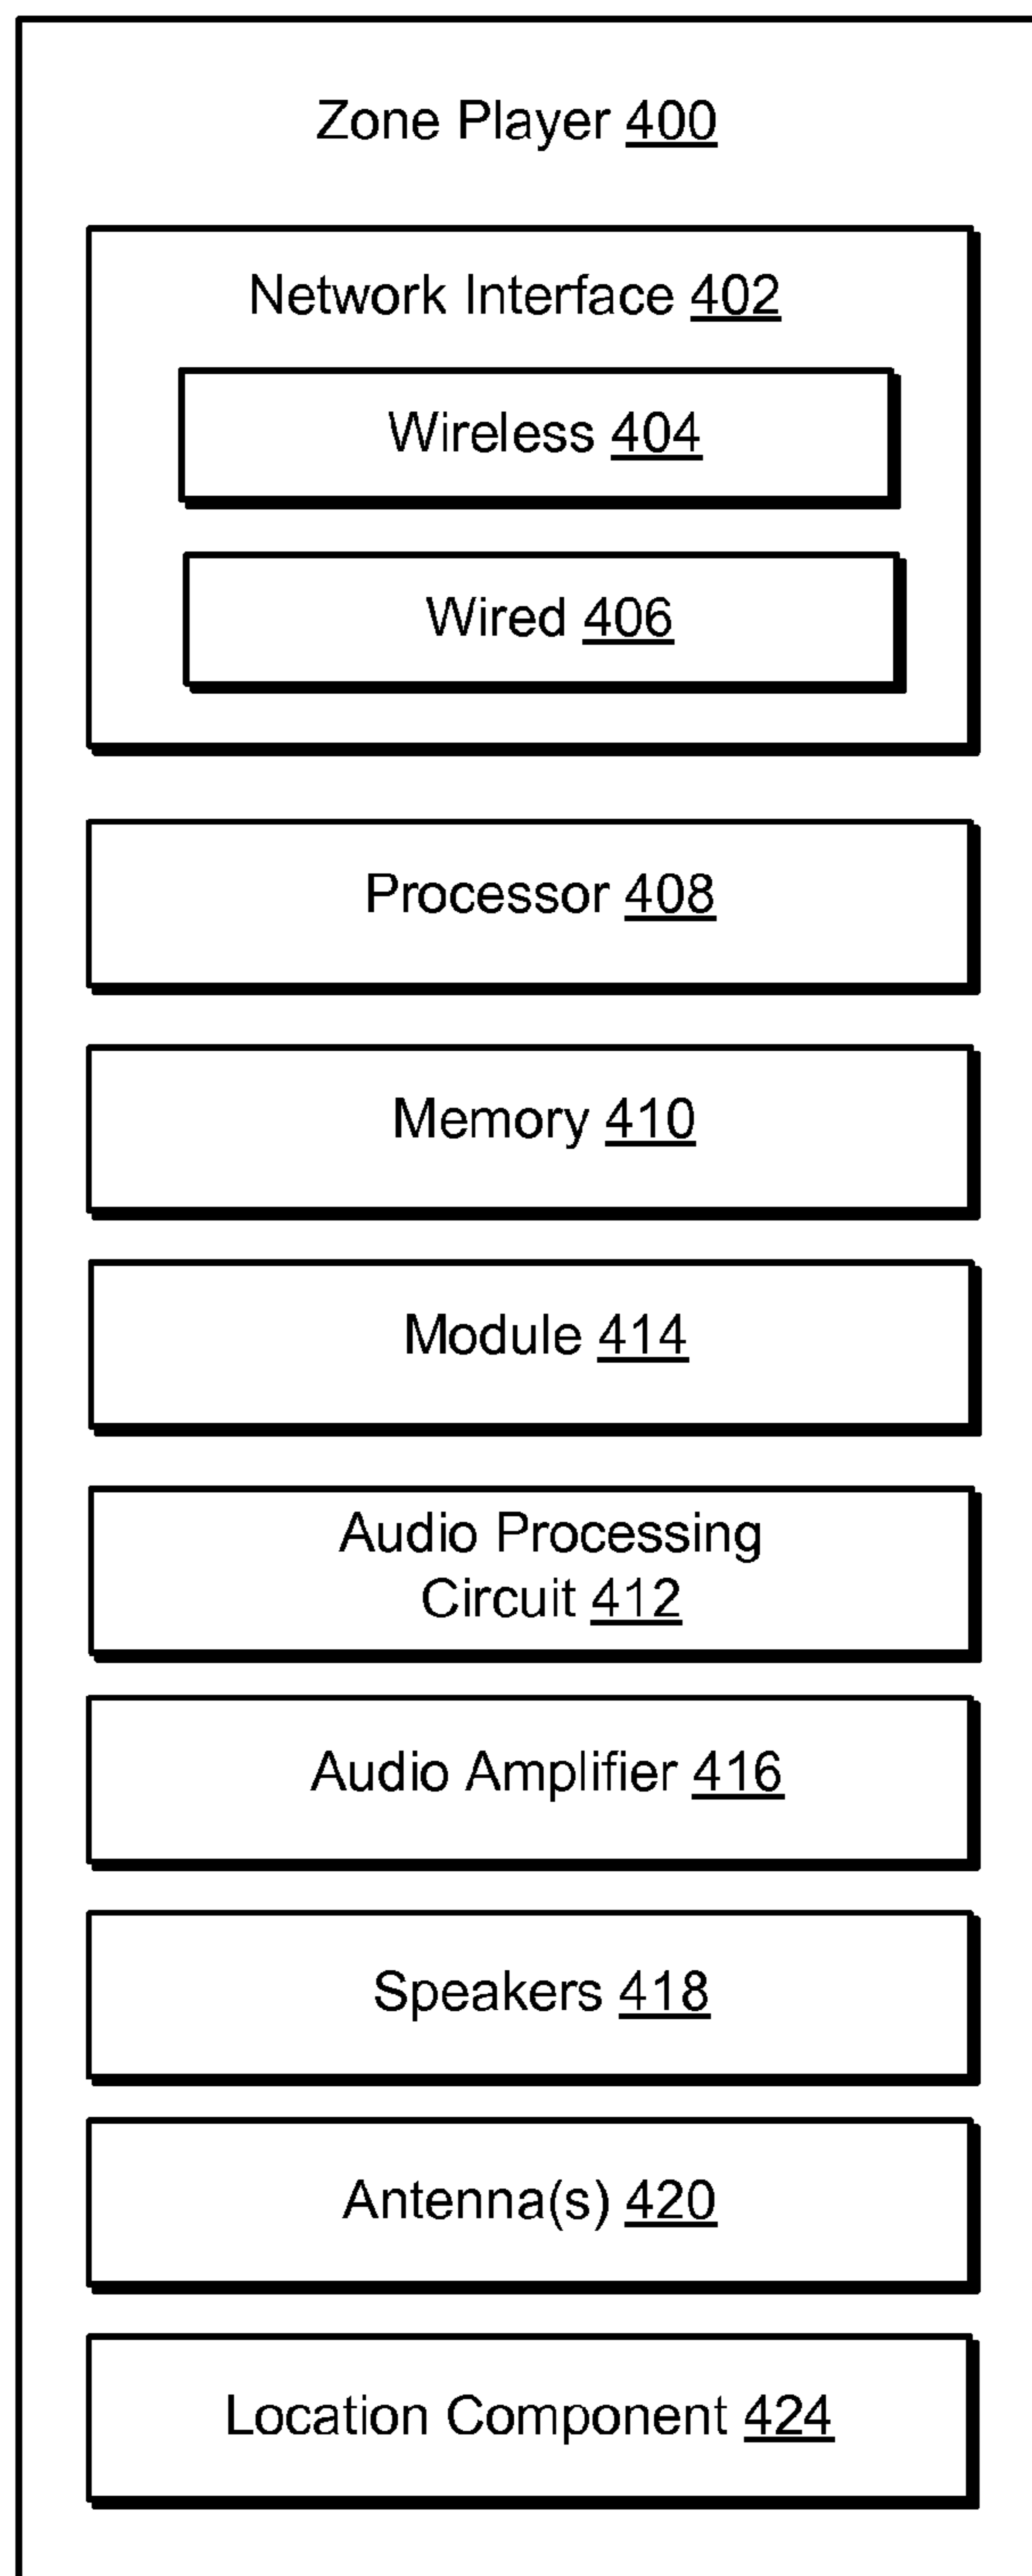 Zone Player 400
Network Interface 402
Wireless 404
Wired 406
Processor 408
Memory 410
Module 414
Audio Processing
Circuit 412
Audio Amplifier 416
Speakers 418
Antenna(s) 420
Location Component 424